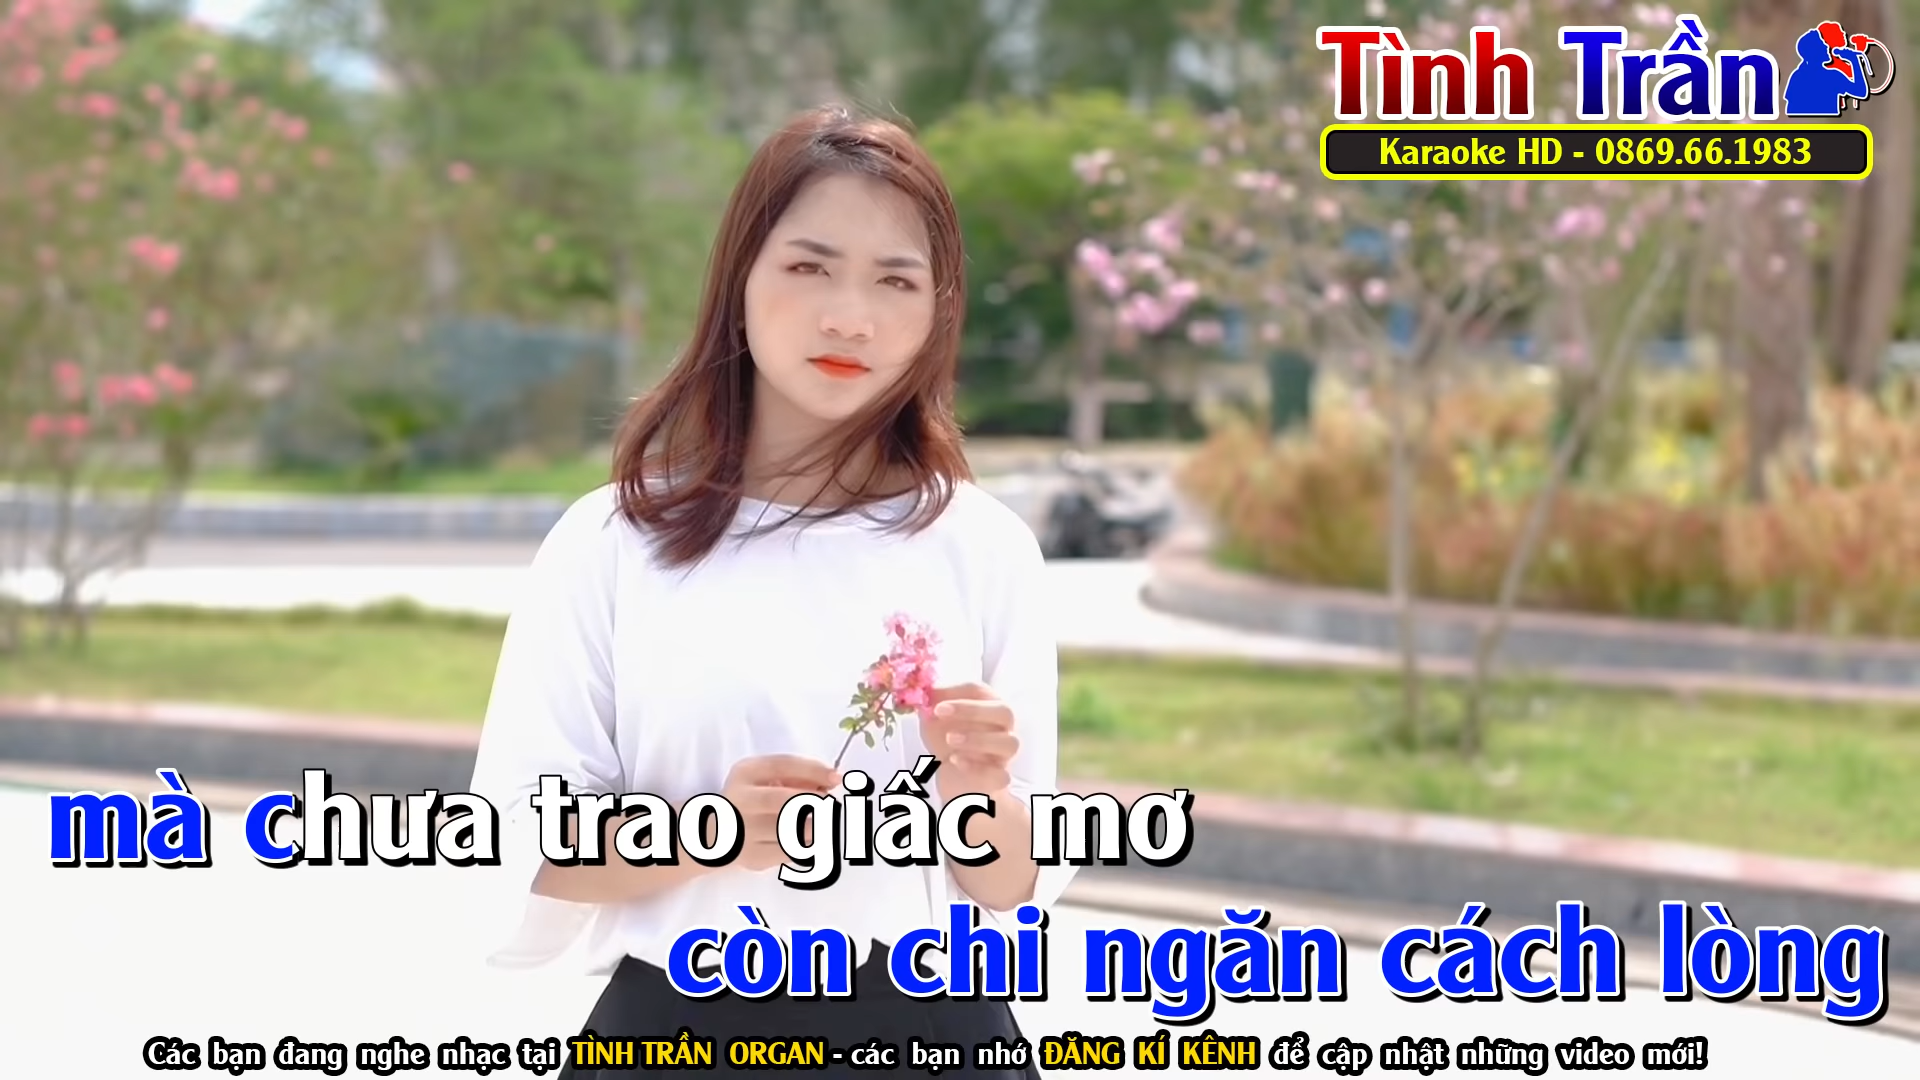 Tình Trần
Karaoke HD - 0869.66.1983
mà chưa trao giấc mơ
còn chi ngăn cách lòng
Các bạn đang nghe nhạc tại TÌNH TRẦN ORGAN - các bạn nhớ ĐĂNG KÍ KÊNH để cập nhật những video mới!